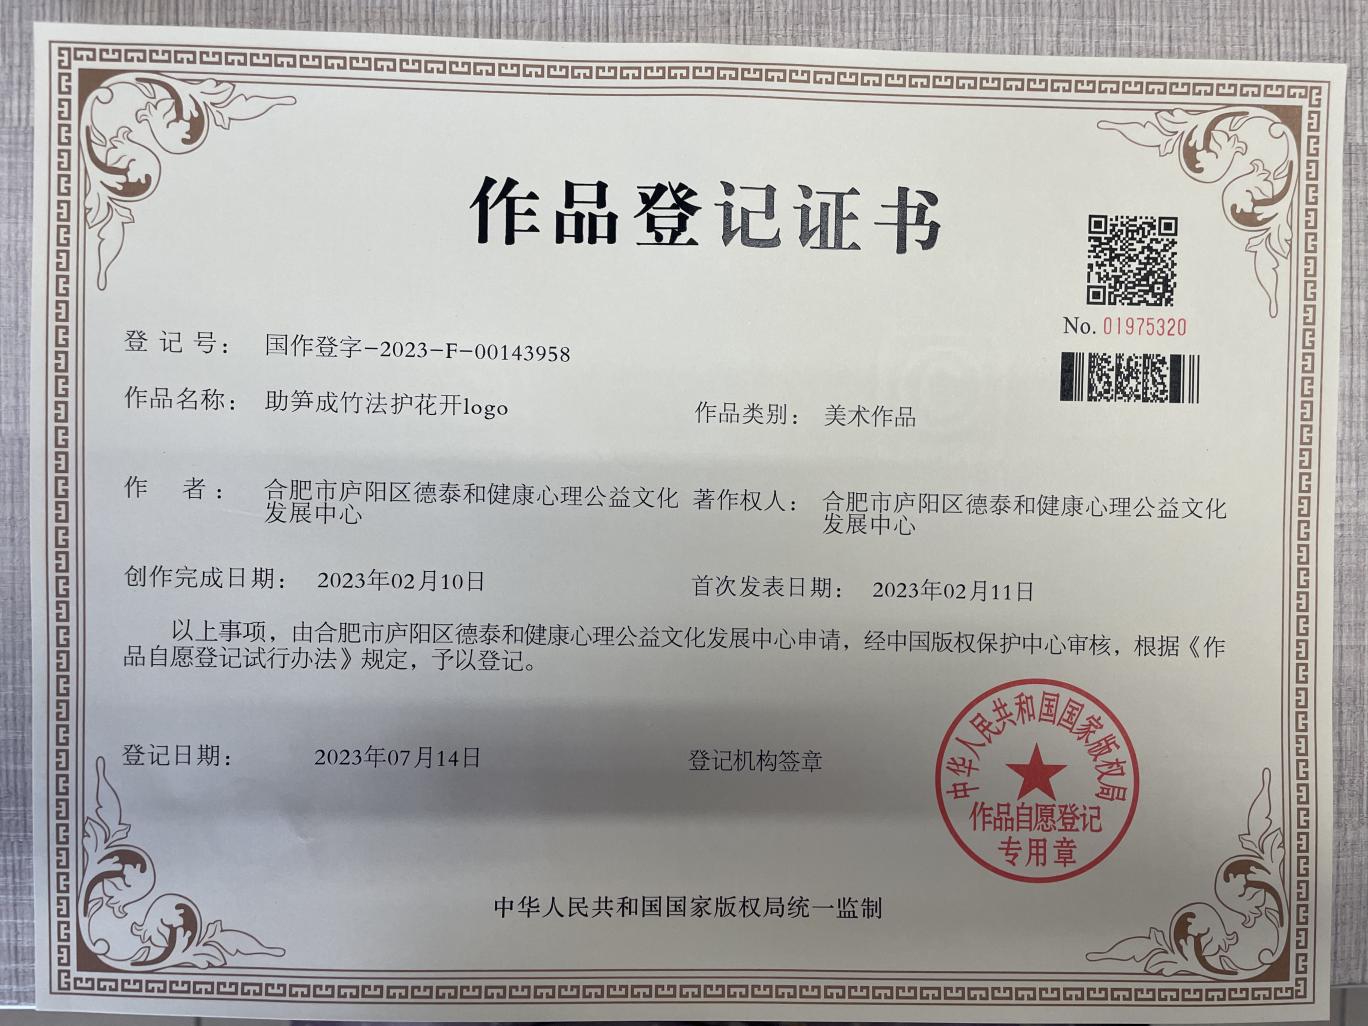 作品登记证书
No. 01975320
登 记 号： 国作登字-2023-F-00143958
作品名称： 助笋成竹法护花开logo
作品类别： 美术作品
作 者： 合肥市庐阳区德泰和健康心理公益文化
发展中心
著作权人： 合肥市庐阳区德泰和健康心理公益文化
发展中心
创作完成日期： 2023年02月10日
首次发表日期： 2023年02月11日
以上事项，由合肥市庐阳区德泰和健康心理公益文化发展中心申请，经中国版权保护中心审核，根据《作
品自愿登记试行办法》规定，予以登记。
登记日期： 2023年07月14日
登记机构签章
中华人民共和国国家版权局
作品自愿登记
专用章
中华人民共和国国家版权局统一监制